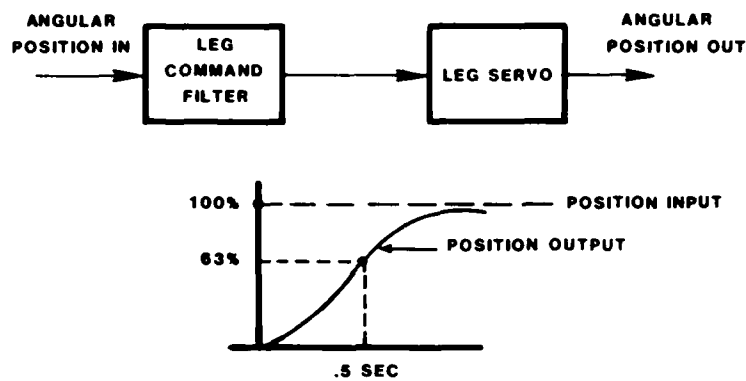 ANGULAR
POSITION IN
LEG
COMMAND
FILTER
LEG SERVO
ANGULAR
POSITION OUT
100%
POSITION INPUT
POSITION OUTPUT
63%
.5 SEC